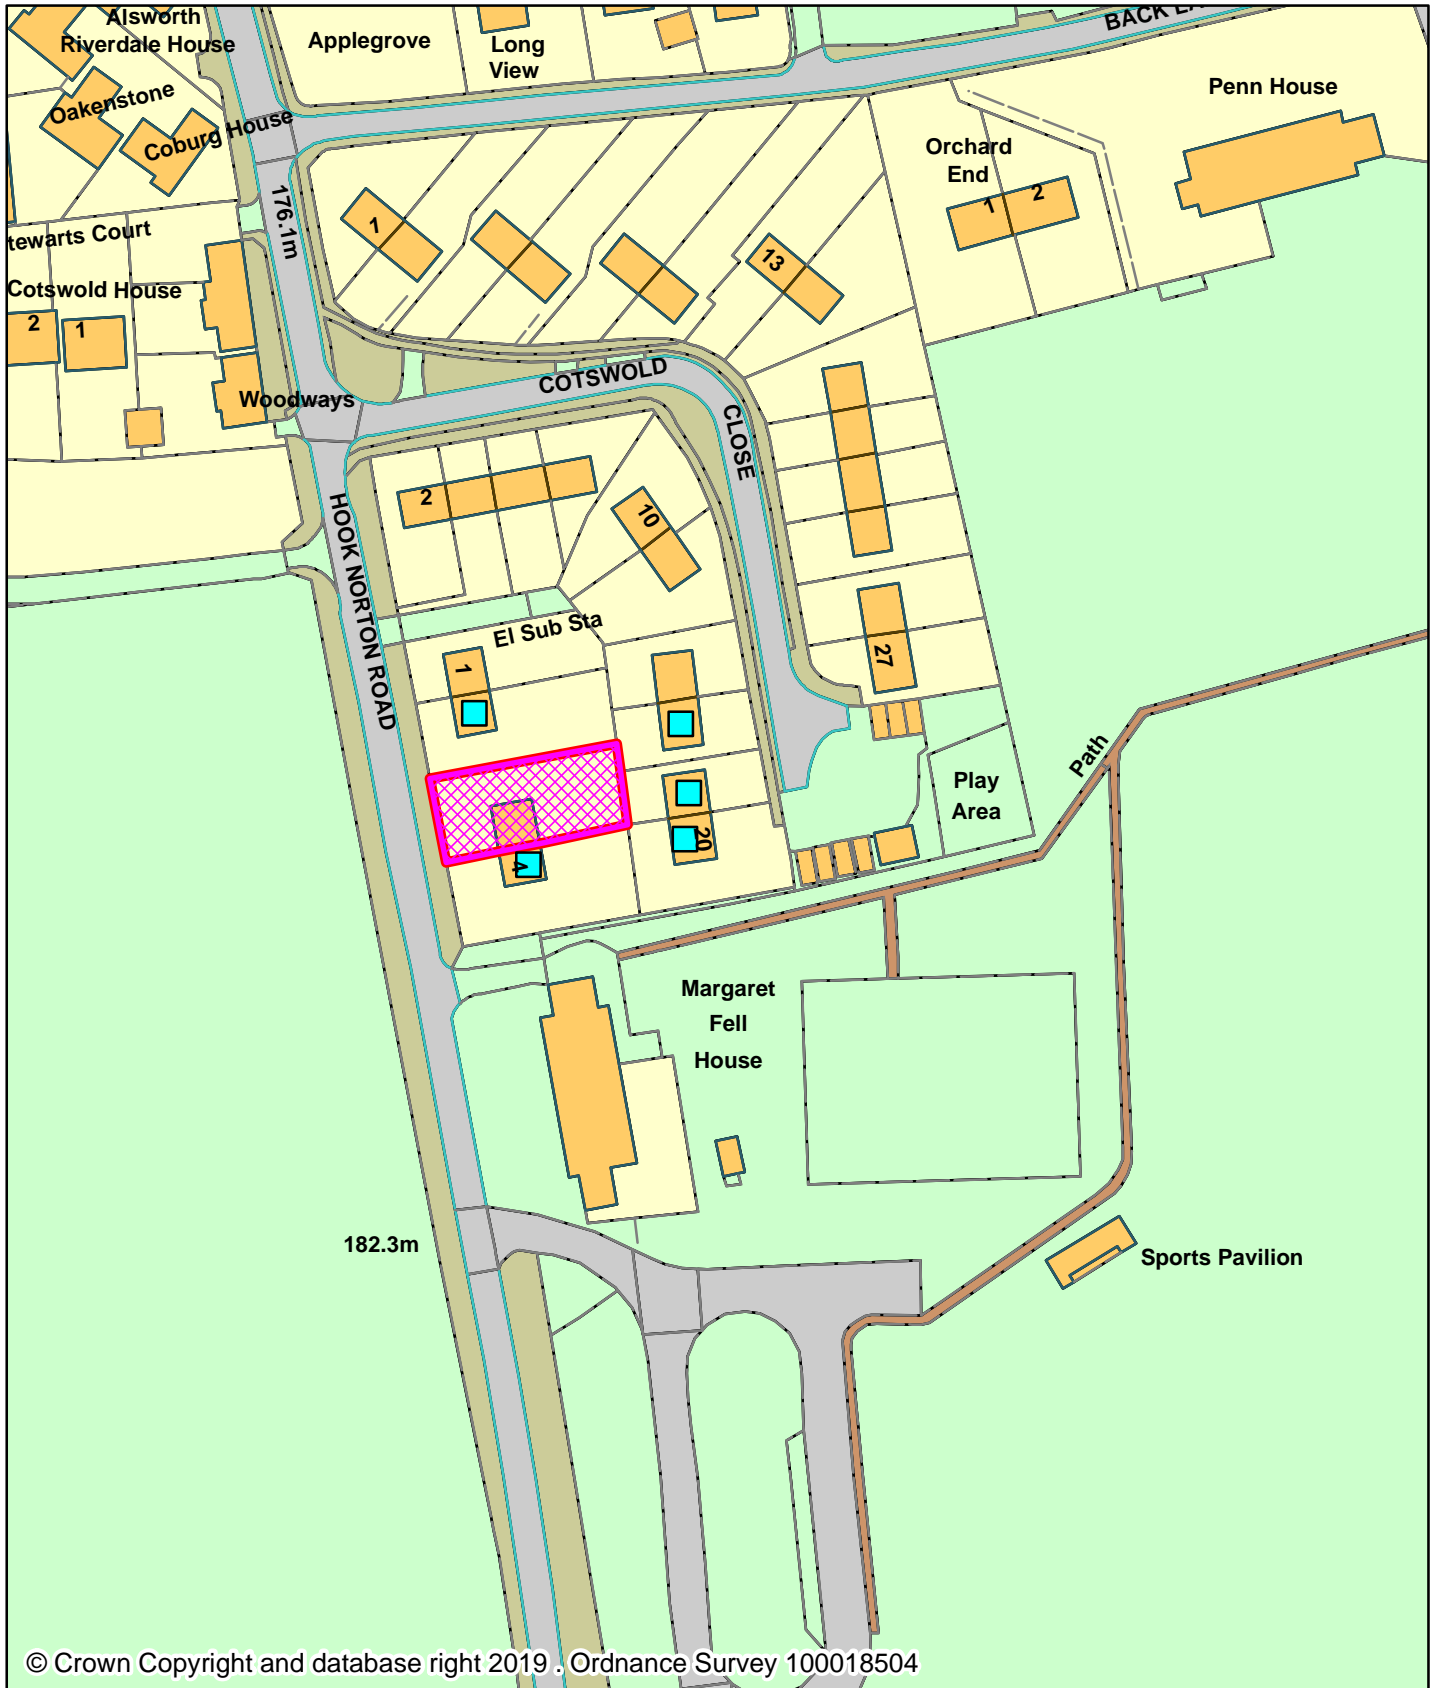 Alsworth
Riverdale House
Applegrove
Long
View
BACK LA
Penn House
Oakenstone
Coburg House
Orchard
End
1
2
176.1m
1
13
tewarts Court
Cotswold House
2
1
Woodways
COTSWOLD
CLOSE
2
10
HOOK NORTON ROAD
El Sub Sta
1
27
Path
Play
Area
20
4
Margaret
Fell
House
182.3m
Sports Pavilion
© Crown Copyright and database right 2019 . Ordnance Survey 100018504